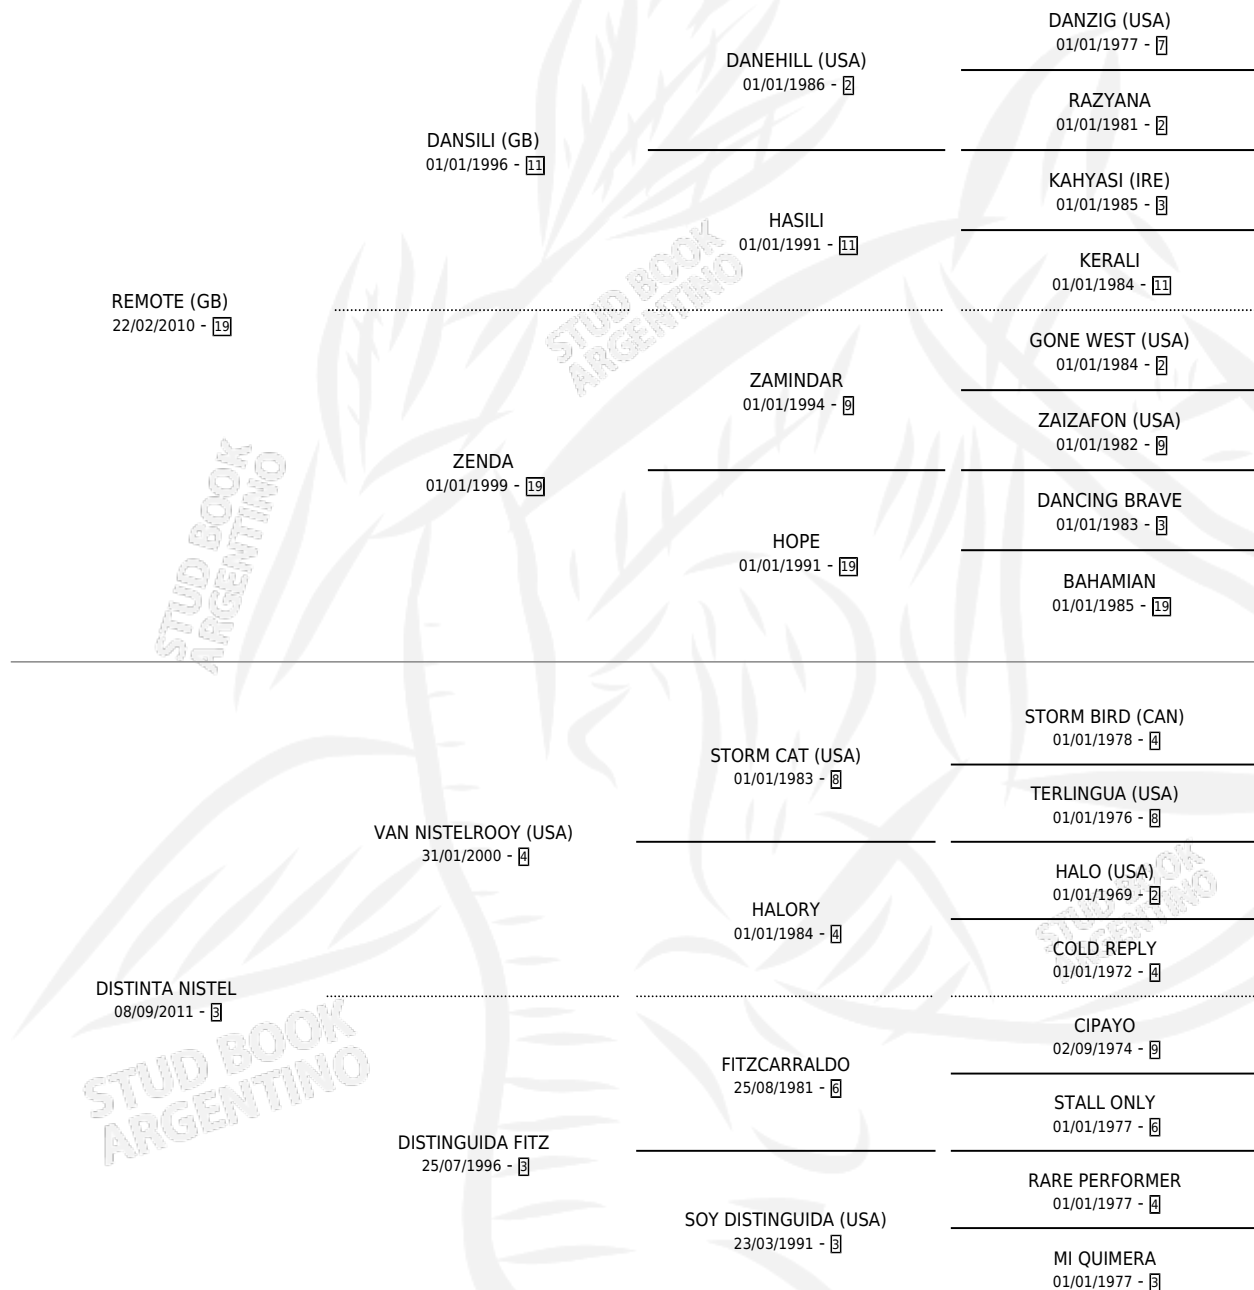 DANZIG (USA)
01/01/1977 - 7
DANEHILL (USA)
01/01/1986 - 2
RAZYANA
01/01/1981 - 2
DANSILI (GB)
01/01/1996 - 11
KAHYASI (IRE)
01/01/1985 - 3
HASILI
01/01/1991 - 11
KERALI
01/01/1984 - 11
REMOTE (GB)
22/02/2010 - 19
GONE WEST (USA)
01/01/1984 - 2
ZAMINDAR
01/01/1994 - 9
ZAIZAFON (USA)
01/01/1982 - 9
ZENDA
01/01/1999 - 19
DANCING BRAVE
01/01/1983 - 3
HOPE
01/01/1991 - 19
BAHAMIAN
01/01/1985 - 19
STUD BOOK
ARGENTINO
STUD BOOK
ARGENTINO
STORM BIRD (CAN)
01/01/1978 - 4
STORM CAT (USA)
01/01/1983 - 8
TERLINGUA (USA)
01/01/1976 - 8
VAN NISTELROOY (USA)
31/01/2000 - 4
HALO (USA)
01/01/1969 - 2
HALORY
01/01/1984 - 4
COLD REPLY
01/01/1972 - 4
STUD BOOK
ARGENTINO
DISTINTA NISTEL
08/09/2011 - 3
CIPAYO
02/09/1974 - 9
FITZCARRALDO
25/08/1981 - 6
STALL ONLY
01/01/1977 - 6
STUD BOOK
ARGENTINO
DISTINGUIDA FITZ
25/07/1996 - 3
RARE PERFORMER
01/01/1977 - 4
SOY DISTINGUIDA (USA)
23/03/1991 - 3
MI QUIMERA
01/01/1977 - 3